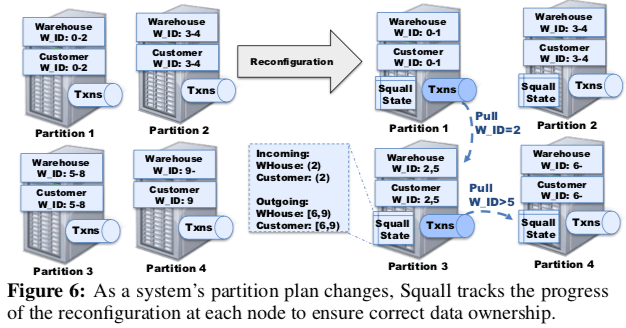 Warehouse
W_ID: 0-2
Customer
W_ID: 0-2
Txns
Partition 1
Warehouse
W_ID: 3-4
Customer
W_ID: 3-4
Txns
Partition 2
Reconfiguration
Warehouse
W_ID: 0-1
Customer
W_ID: 0-1
Squall
State
Txns
Partition 1
Pull
W_ID=2
Warehouse
W_ID: 3-4
Customer
W_ID: 3-4
Squall
State
Txns
Partition 2
Warehouse
W_ID: 5-8
Customer
W_ID: 5-8
Txns
Partition 3
Warehouse
W_ID: 9-
Customer
W_ID: 9
Txns
Partition 4
Incoming:
WHouse: (2)
Customer: (2)
Outgoing:
WHouse: [6,9)
Customer: [6,9)
Warehouse
W_ID: 2,5
Customer
W_ID: 2,5
Squall
State
Txns
Partition 3
Pull
W_ID>5
Warehouse
W_ID: 6-
Customer
W_ID: 6-
Squall
State
Txns
Partition 4
Figure 6: As a system's partition plan changes, Squall tracks the progress
of the reconfiguration at each node to ensure correct data ownership.